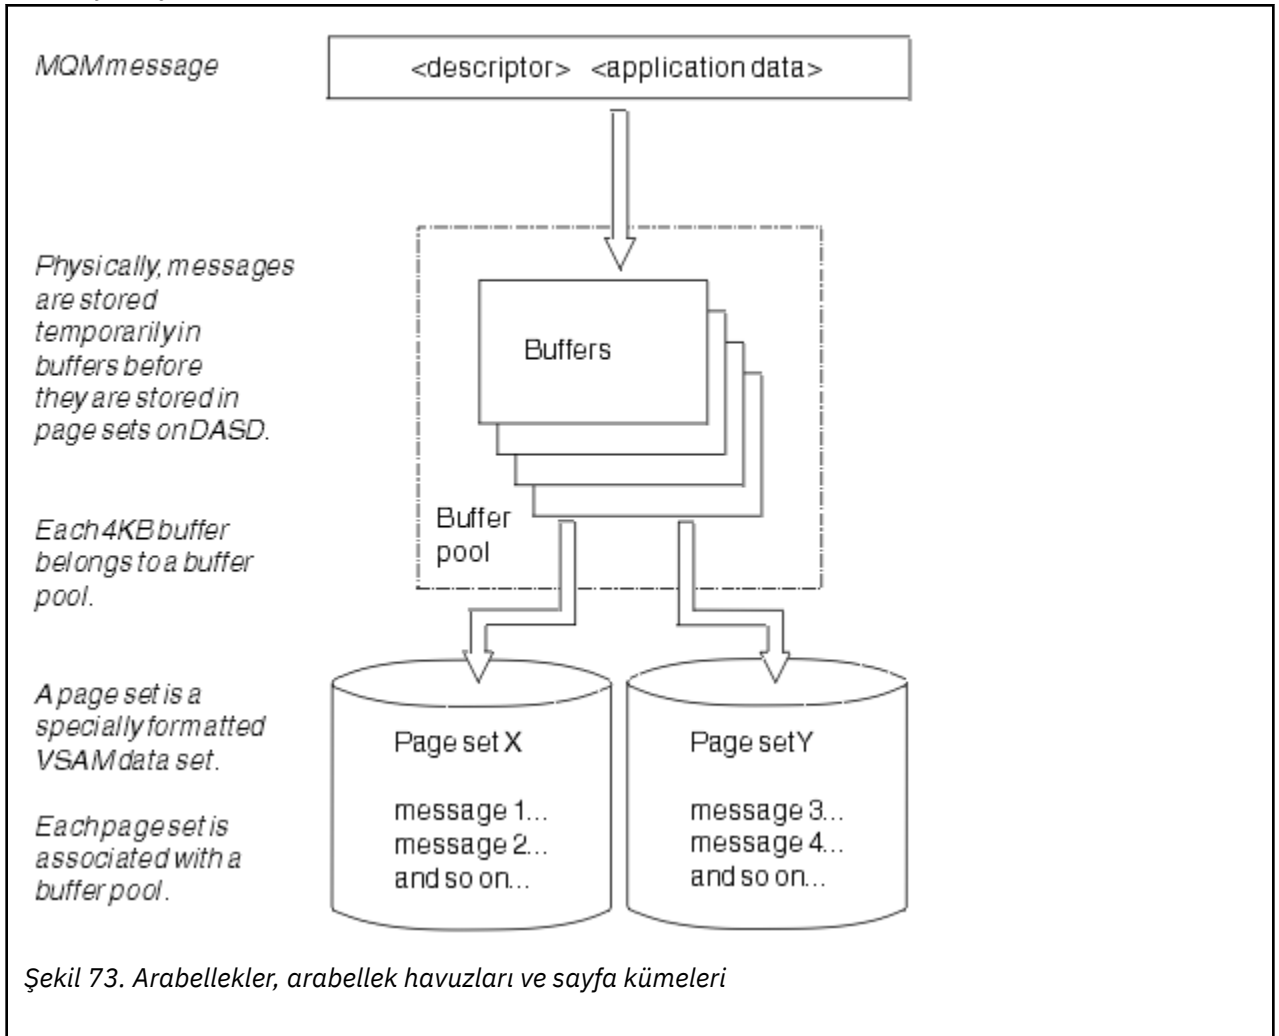 MQM message
<descriptor> <application data>
Physically, messages
are stored
temporarily in
buffers before
they are stored in
page sets on DASD.
Buffers
Buffer
pool
Each 4KB buffer
belongs to a buffer
pool.
A page set is a
specially formatted
VSAM data set.
Each page set is
associated with a
buffer pool.
Page set X
message 1...
message 2...
and so on...
Page set Y
message 3...
message 4...
and so on...
Şekil 73. Arabellekler, arabellek havuzları ve sayfa kümeleri